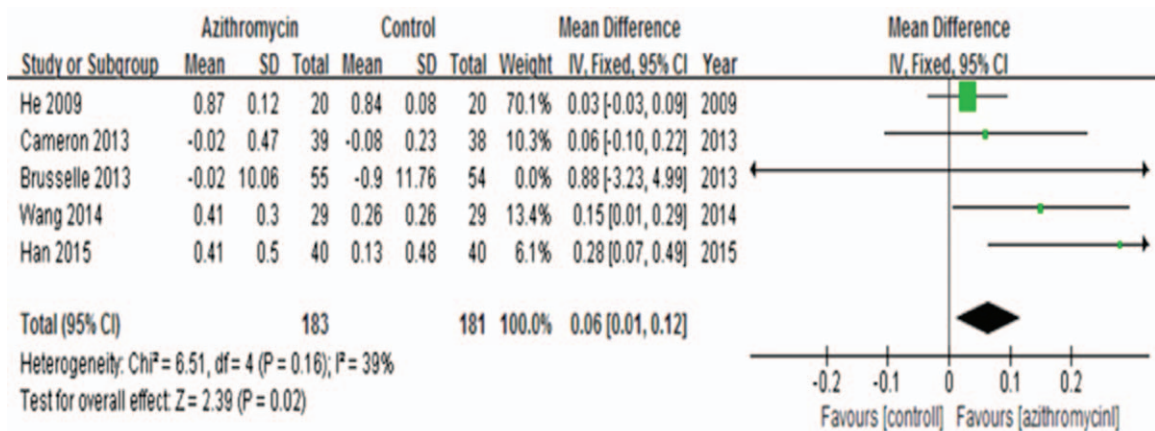 Azithromycin Control Mean Difference Mean Difference
Study or Subgroup Mean SD Total Mean SD Total Weight IV, Fixed, 95% CI Year IV, Fixed, 95% CI
He 2009 0.87 0.12 20 0.84 0.08 20 70.1% 0.03 [-0.03, 0.09] 2009
Cameron 2013 -0.02 0.47 39 -0.08 0.23 38 10.3% 0.06 [-0.10, 0.22] 2013
Brusselle 2013 -0.02 10.06 55 -0.9 11.76 54 0.0% 0.88 [-3.23, 4.99] 2013
Wang 2014 0.41 0.3 29 0.26 0.26 29 13.4% 0.15 [0.01, 0.29] 2014
Han 2015 0.41 0.5 40 0.13 0.48 40 6.1% 0.28 [0.07, 0.49] 2015
Total (95% CI) 183 181 100.0% 0.06 [0.01, 0.12]
Heterogeneity: Chi² = 6.51, df = 4 (P = 0.16); I² = 39%
Test for overall effect: Z = 2.39 (P = 0.02)
-0.2 -0.1 0 0.1 0.2
Favours [controll] Favours [azithromycinl]